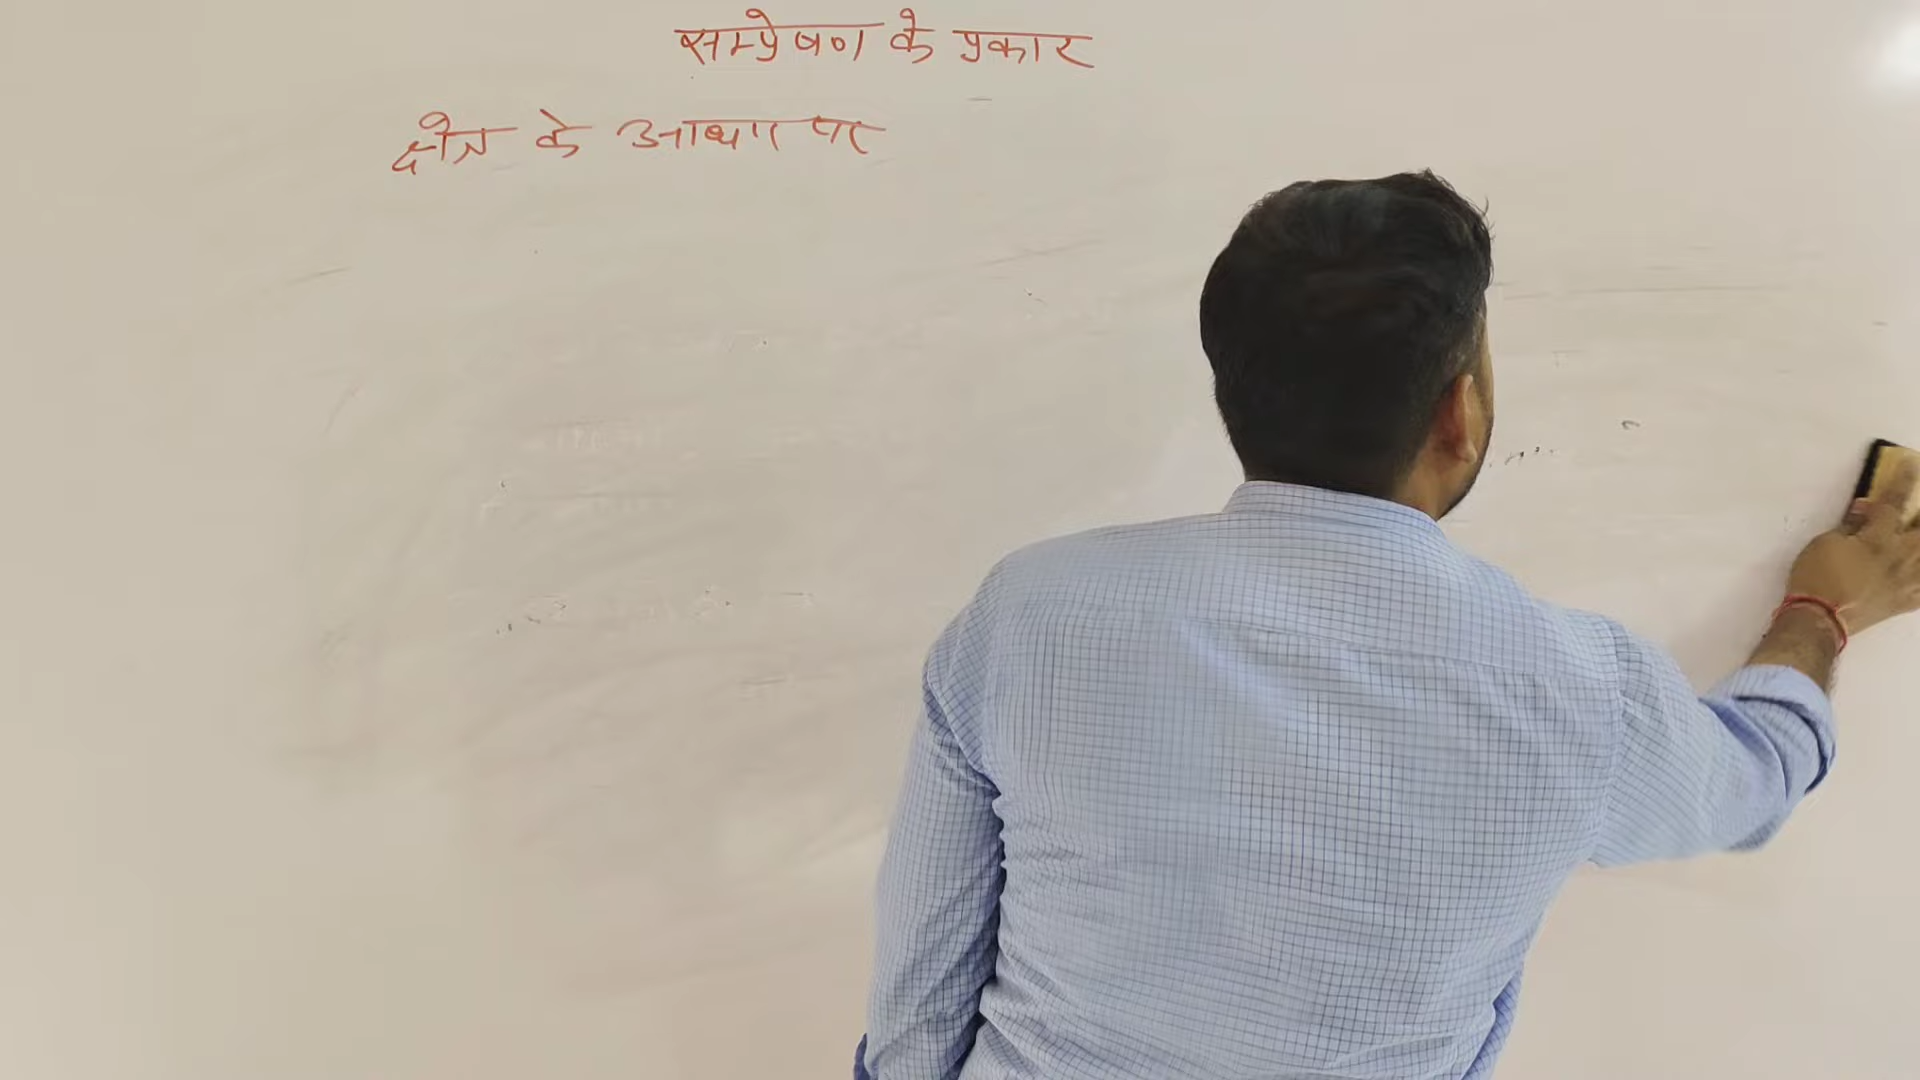 सम्प्रेषण के प्रकार
क्षेत्र के आधार पर